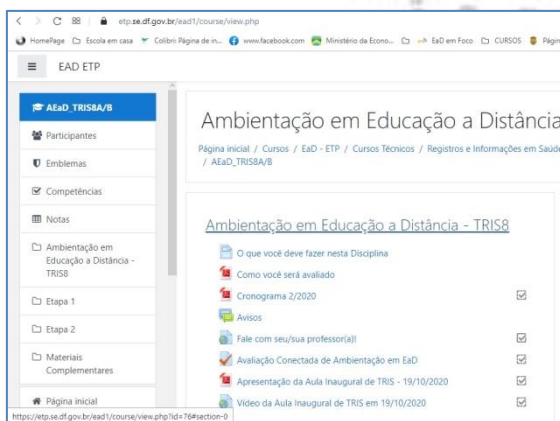 etp.se.df.gov.br/ead1/course/view.php
HomePage Escola em casa Colibri: Página de in... www.facebook.com Ministério da Econo... EaD em Foco CURSOS Págin
EAD ETP
AEaD_TRIS8A/B
Participantes
Emblemas
Competências
Notas
Ambientação em
Educação a Distância -
TRIS8
Etapa 1
Etapa 2
Materiais
Complementares
Página inicial
Ambientação em Educação a Distância
Página inicial / Cursos / EaD - ETP / Cursos Técnicos / Registros e Informações em Saúde
/ AEaD_TRIS8A/B
Ambientação em Educação a Distância - TRIS8
O que você deve fazer nesta Disciplina
Como você será avaliado
Cronograma 2/2020
Avisos
Fale com seu/sua professor(a)!
Avaliação Conectada de Ambientação em EaD
Apresentação da Aula Inaugural de TRIS - 19/10/2020
Vídeo da Aula Inaugural de TRIS em 19/10/2020
https://etp.se.df.gov.br/ead1/course/view.php?id=76#section-0